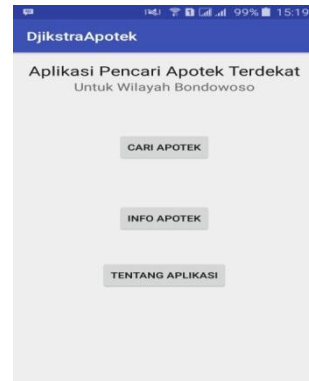 99% 15:19
DjikstraApotek
Aplikasi Pencari Apotek Terdekat
Untuk Wilayah Bondowoso
CARI APOTEK
INFO APOTEK
TENTANG APLIKASI